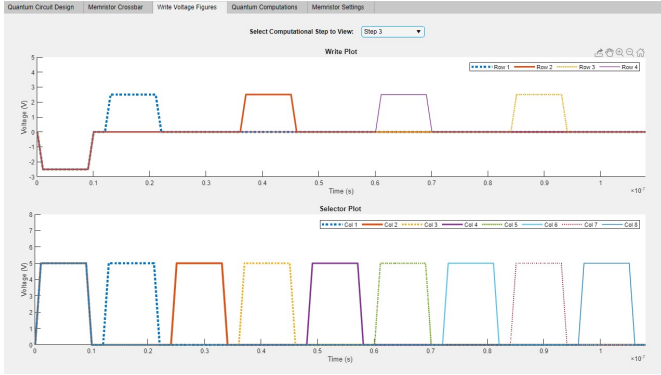 Quantum Circuit Design Memristor Crossbar Write Voltage Figures Quantum Computations Memristor Settings
Select Computational Step to View: Step 3
Write Plot
Row 1 Row 2 Row 3 Row 4
5
4
3
2
1
0
-1
-2
-3
Voltage (V)
0 0.1 0.2 0.3 0.4 0.5 0.6 0.7 0.8 0.9 1
Time (s)
×10⁻⁷
Selector Plot
Col 1 Col 2 Col 3 Col 4 Col 5 Col 6 Col 7 Col 8
8
7
6
5
4
3
2
1
0
Voltage (V)
0 0.1 0.2 0.3 0.4 0.5 0.6 0.7 0.8 0.9 1
Time (s)
×10⁻⁷